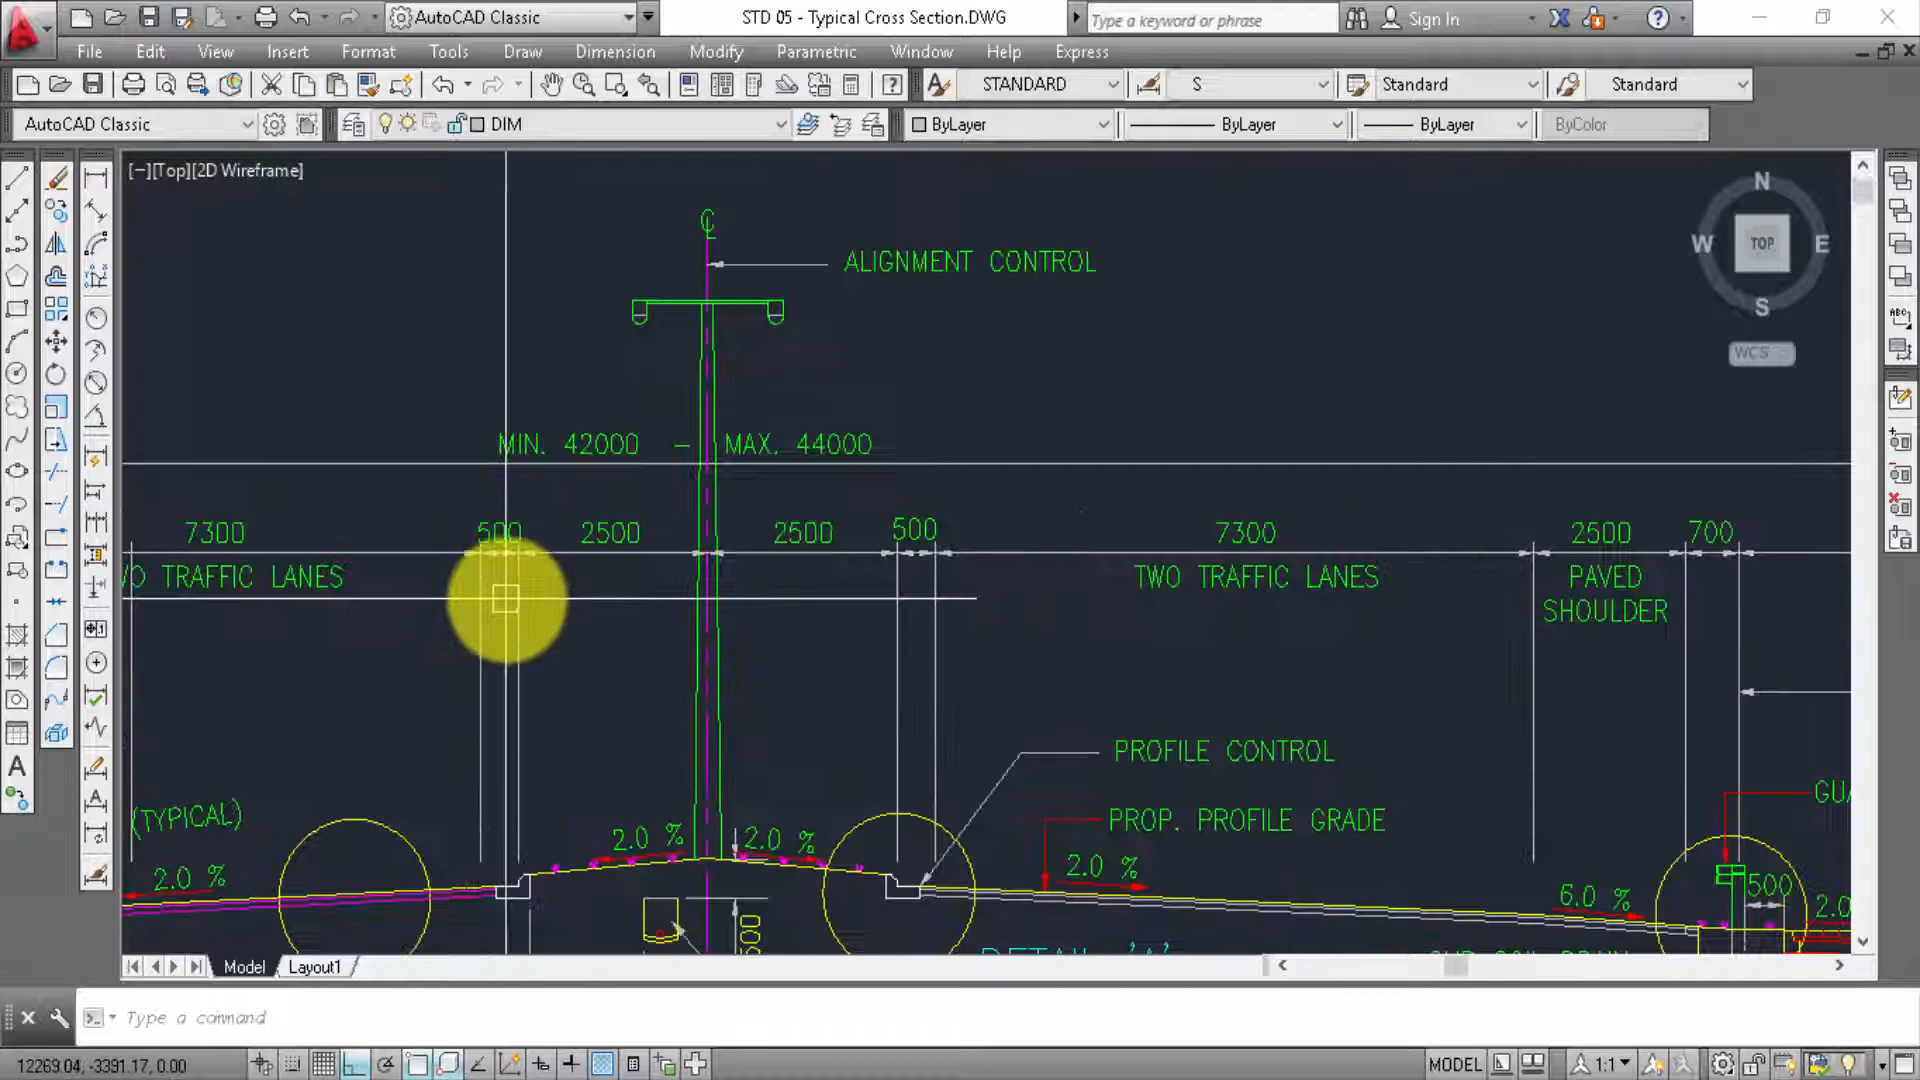 AutoCAD Classic
STD 05 - Typical Cross Section.DWG
Type a keyword or phrase
Sign In
File Edit View Insert Format Tools Draw Dimension Modify Parametric Window Help Express
STANDARD S Standard Standard
AutoCAD Classic DIM ByLayer ByLayer ByLayer ByColor
[−][Top][2D Wireframe]
N
W TOP E
S
WCS
ALIGNMENT CONTROL
MIN. 42000 - MAX. 44000
7300 500 2500 2500 500 7300 2500 700
TRAFFIC LANES TWO TRAFFIC LANES PAVED
SHOULDER
PROFILE CONTROL
(TYPICAL) PROP. PROFILE GRADE
2.0 % 2.0 % 2.0 % 2.0 % 6.0 % 500
DETAIL 'A'
Model Layout1
Type a command
12269.04, -3391.17, 0.00 MODEL 1:1